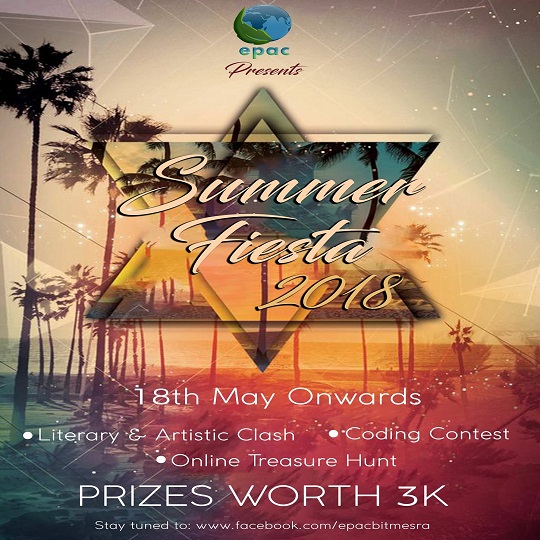 epac
Presents
Summer
Fiesta
2018
18th May Onwards
•Literary & Artistic Clash •Coding Contest
•Online Treasure Hunt
PRIZES WORTH 3K
Stay tuned to: www.facebook.com/epacbitmesra